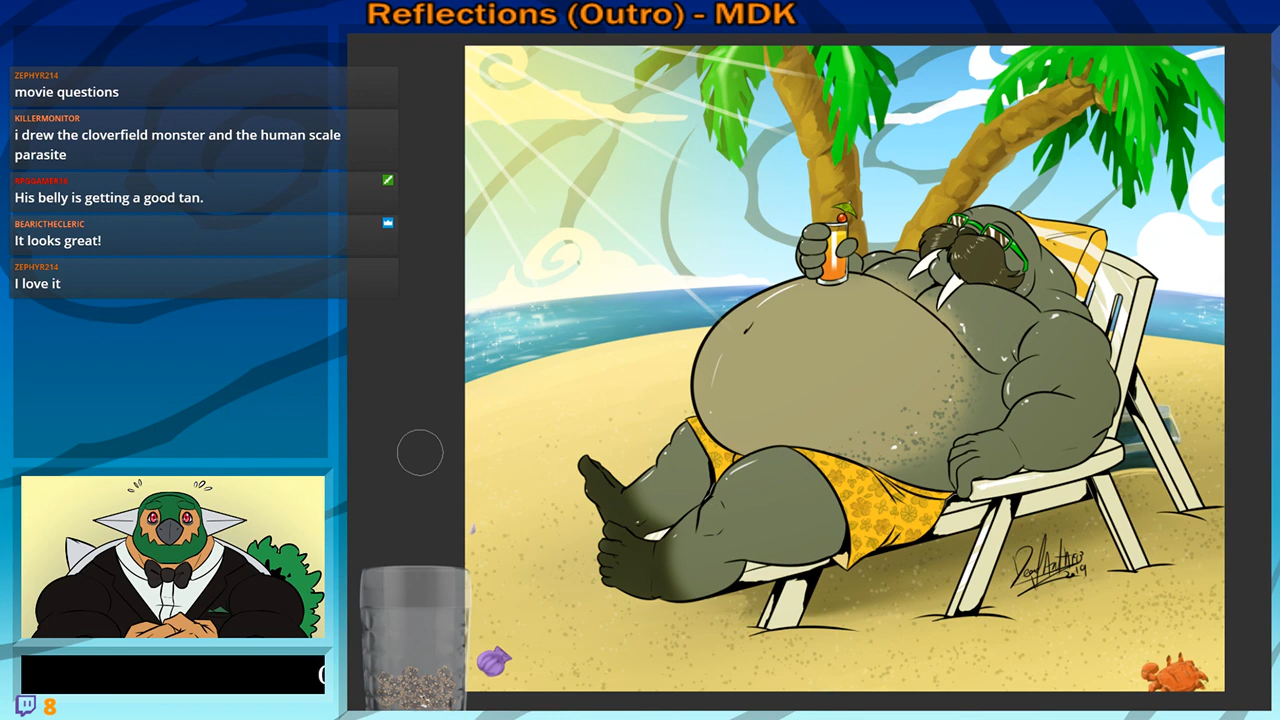 Reflections (Outro) - MDK
ZEPHYR214
movie questions
KILLERMONITOR
i drew the cloverfield monster and the human scale
parasite
His belly is getting a good tan.
BEARICTHECLERIC
It looks great!
ZEPHYR214
I love it
2019
8